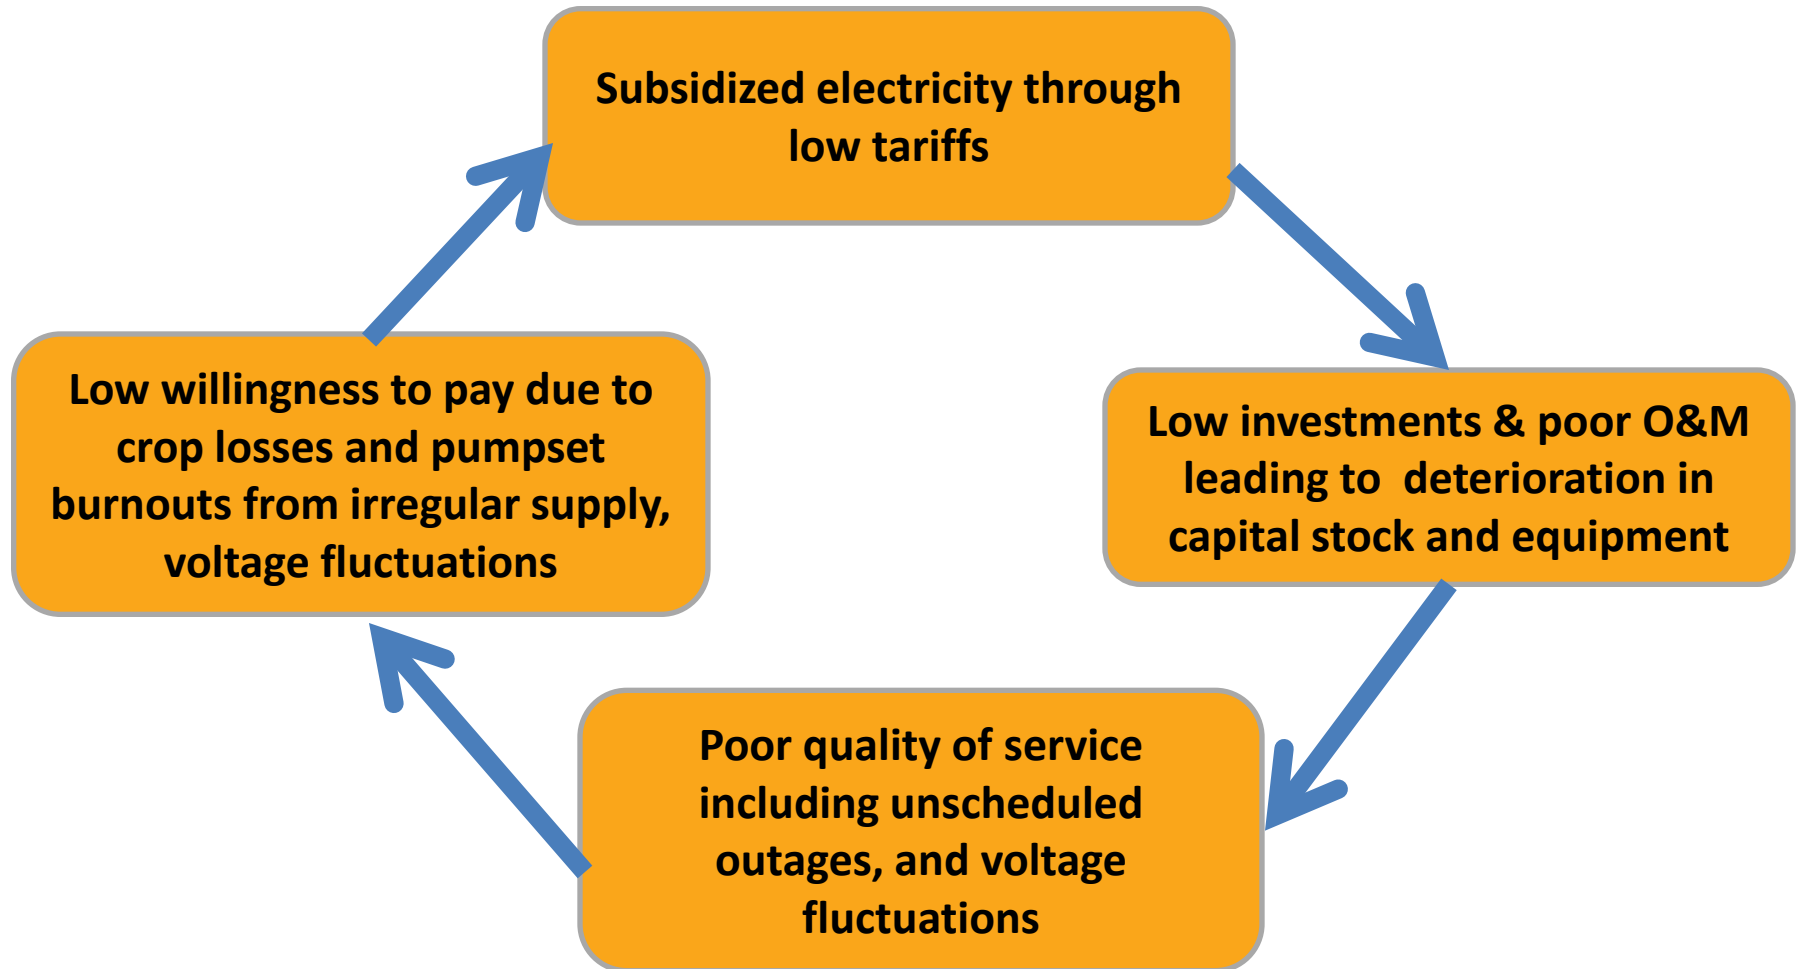 Subsidized electricity through
low tariffs
Low willingness to pay due to
crop losses and pumpset
burnouts from irregular supply,
voltage fluctuations
Low investments & poor O&M
leading to  deterioration in
capital stock and equipment
Poor quality of service
including unscheduled
outages, and voltage
fluctuations